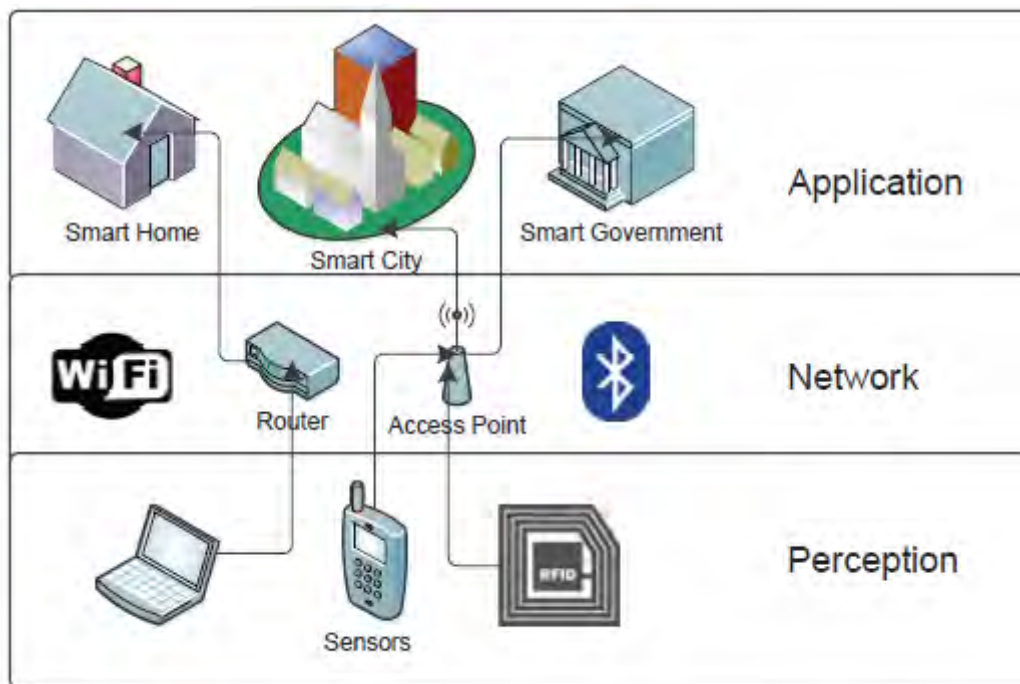 Smart Home
Smart City
Smart Government
Application
WiFi
Router
Access Point
Network
Sensors
RFID
Perception